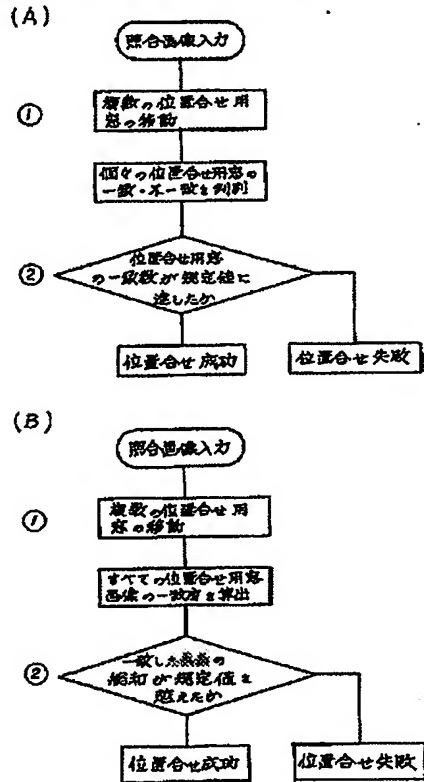 (A)
照合画像入力
①
複数の位置合せ用
窓の移動
個々の位置合せ用窓の
一致・不一致を判別
②
位置合せ用窓
の一致数が規定値に
達したか
位置合せ成功
位置合せ失敗
(B)
照合画像入力
①
複数の位置合せ用
窓の移動
すべての位置合せ用窓
画像の一致度を算出
②
一致した の
総和が規定値を
越えたか
位置合せ成功
位置合せ失敗